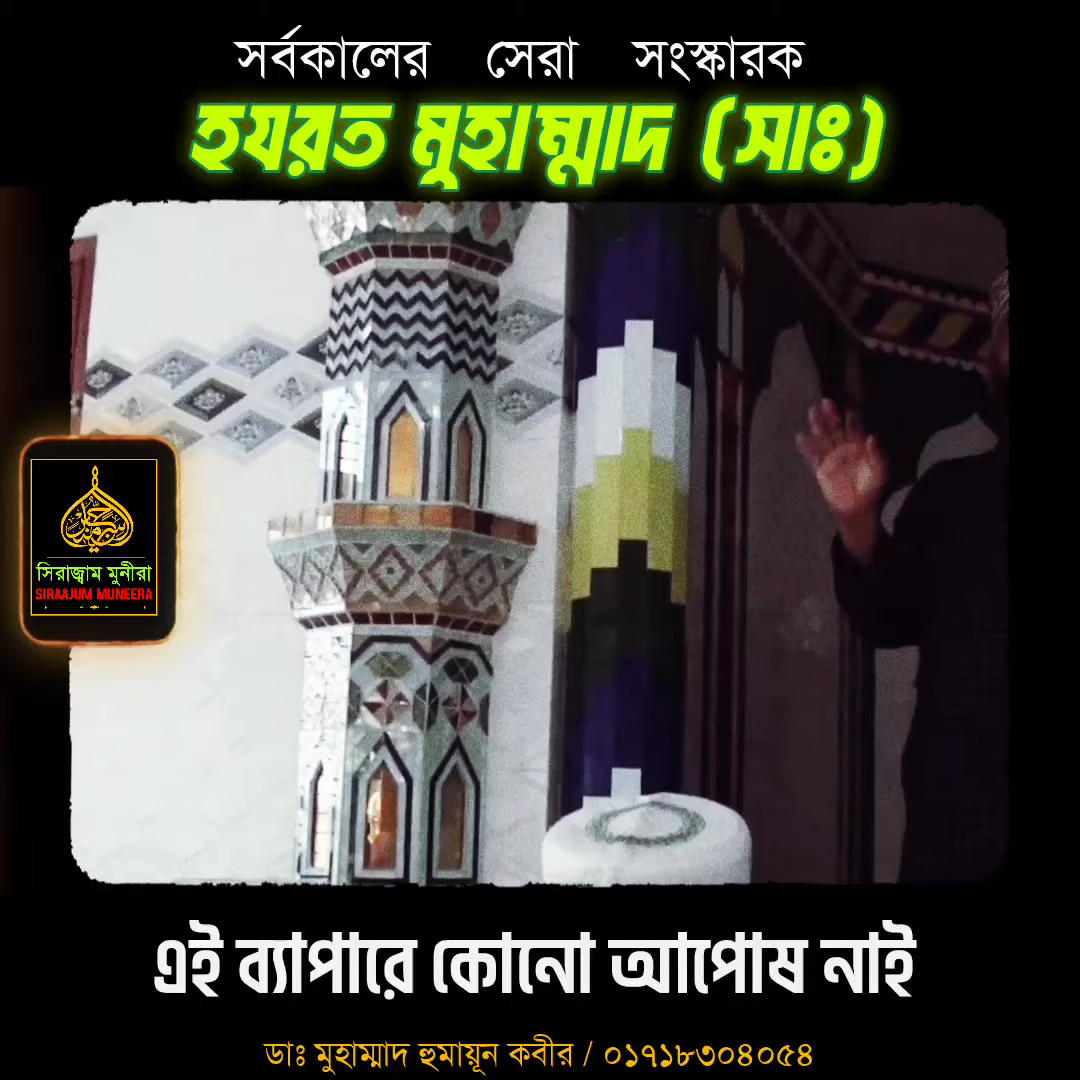 সর্বকালের সেরা সংস্কারক
হযরত মুহাম্মাদ (সাঃ)
সিরাজ্বাম মুনীরা
SIRAAJUM MUNEERA
এই ব্যাপারে কোনো আপোষ নাই
ডাঃ মুহাম্মাদ হুমায়ূন কবীর / ০১৭১৮৩০৪০৫৪